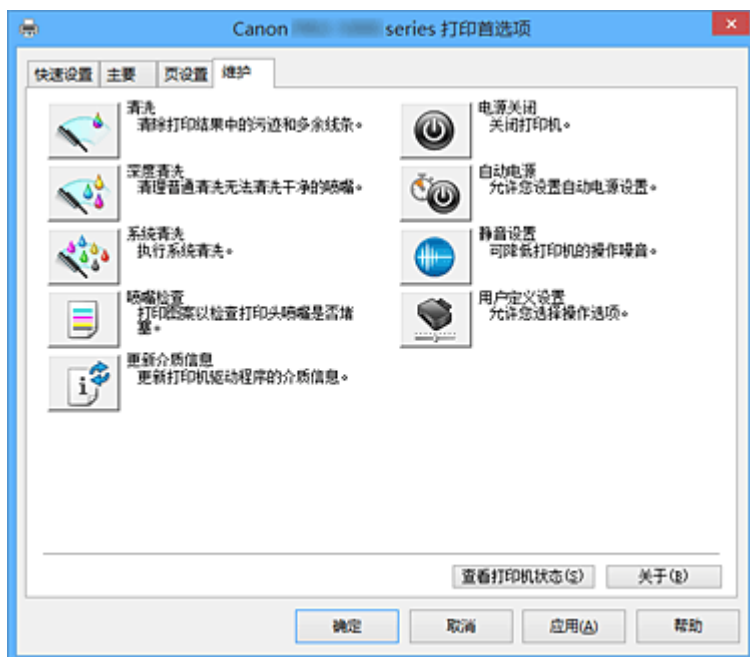 Canon series 打印首选项
快速设置 主要 页设置 维护
清洗
清除打印结果中的污迹和多余线条。
深度清洗
清理普通清洗无法清洗干净的喷嘴。
系统清洗
执行系统清洗。
喷嘴检查
打印图案以检查打印头喷嘴是否堵
塞。
更新介质信息
更新打印机驱动程序的介质信息。
电源关闭
关闭打印机。
自动电源
允许您设置自动电源设置。
静音设置
可降低打印机的操作噪音。
用户定义设置
允许您选择操作选项。
查看打印机状态(S) 关于(B)
确定 取消 应用(A) 帮助